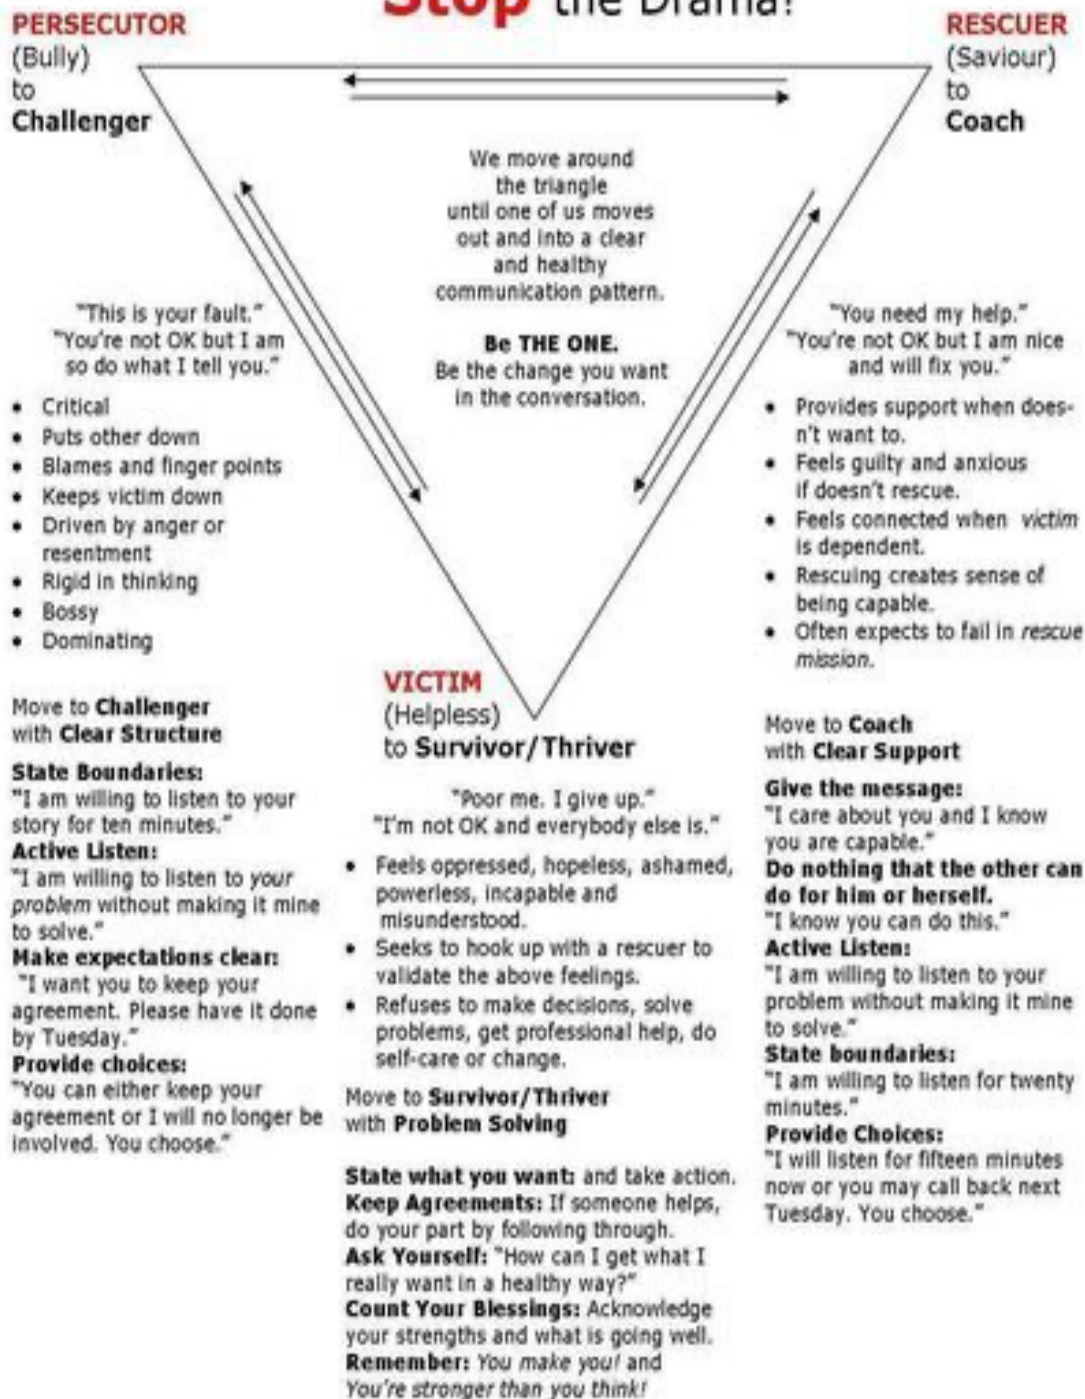 Stop the Drama!
PERSECUTOR
(Bully)
to
Challenger
RESCUER
(Saviour)
to
Coach
We move around
the triangle
until one of us moves
out and into a clear
and healthy
communication pattern.
Be THE ONE.
Be the change you want
in the conversation.
"This is your fault."
"You're not OK but I am
so do what I tell you."
• Critical
• Puts other down
• Blames and finger points
• Keeps victim down
• Driven by anger or
resentment
• Rigid in thinking
• Bossy
• Dominating
Move to Challenger
with Clear Structure
State Boundaries:
"I am willing to listen to your
story for ten minutes."
Active Listen:
"I am willing to listen to your
problem without making it mine
to solve."
Make expectations clear:
"I want you to keep your
agreement. Please have it done
by Tuesday."
Provide choices:
"You can either keep your
agreement or I will no longer be
involved. You choose."
VICTIM
(Helpless)
to Survivor/Thriver
"Poor me. I give up."
"I'm not OK and everybody else is."
• Feels oppressed, hopeless, ashamed,
powerless, incapable and
misunderstood.
• Seeks to hook up with a rescuer to
validate the above feelings.
• Refuses to make decisions, solve
problems, get professional help, do
self-care or change.
Move to Survivor/Thriver
with Problem Solving
State what you want: and take action.
Keep Agreements: If someone helps,
do your part by following through.
Ask Yourself: "How can I get what I
really want in a healthy way?"
Count Your Blessings: Acknowledge
your strengths and what is going well.
Remember: You make you! and
You're stronger than you think!
"You need my help."
"You're not OK but I am nice
and will fix you."
• Provides support when does-
n't want to.
• Feels guilty and anxious
if doesn't rescue.
• Feels connected when victim
is dependent.
• Rescuing creates sense of
being capable.
• Often expects to fail in rescue
mission.
Move to Coach
with Clear Support
Give the message:
"I care about you and I know
you are capable."
Do nothing that the other can
do for him or herself.
"I know you can do this."
Active Listen:
"I am willing to listen to your
problem without making it mine
to solve."
State boundaries:
"I am willing to listen for twenty
minutes."
Provide Choices:
"I will listen for fifteen minutes
now or you may call back next
Tuesday. You choose."